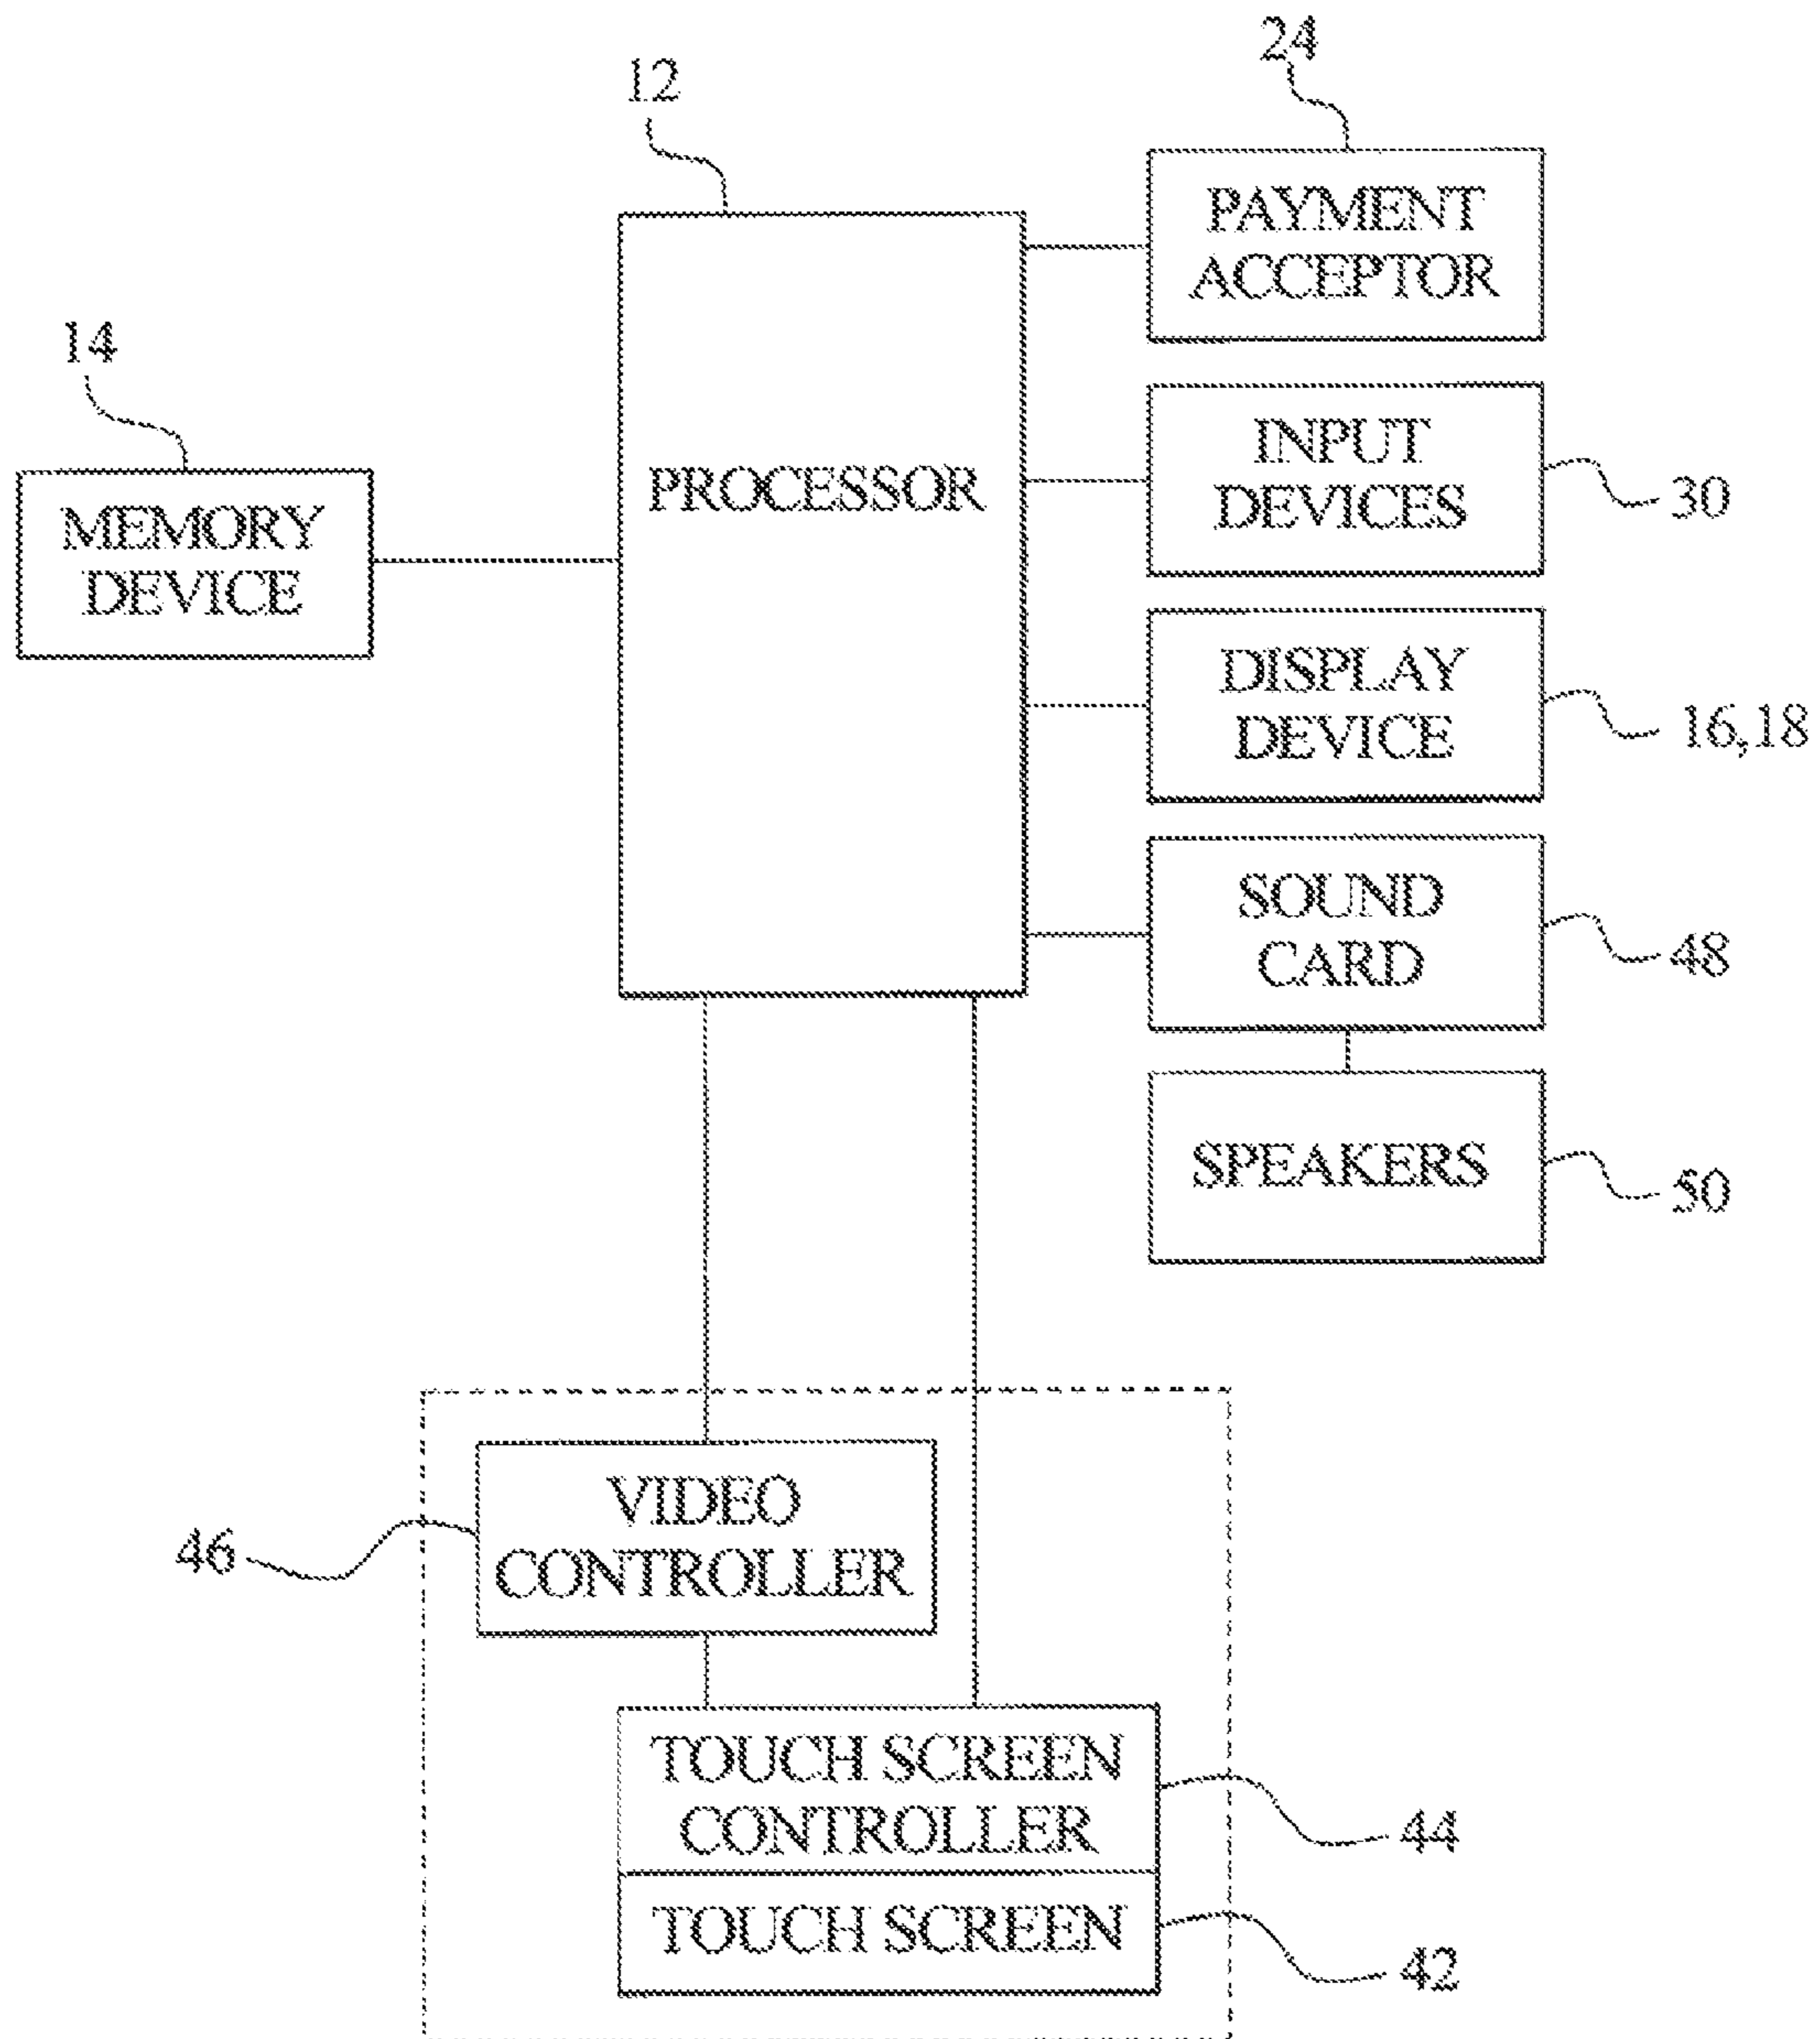 24
12
PAYMENT
ACCEPTOR
14
INPUT
DEVICES
30
PROCESSOR
MEMORY
DEVICE
DISPLAY
DEVICE
16,18
SOUND
CARD
48
SPEAKERS
50
VIDEO
CONTROLLER
46
TOUCH SCREEN
CONTROLLER
44
TOUCH SCREEN
42